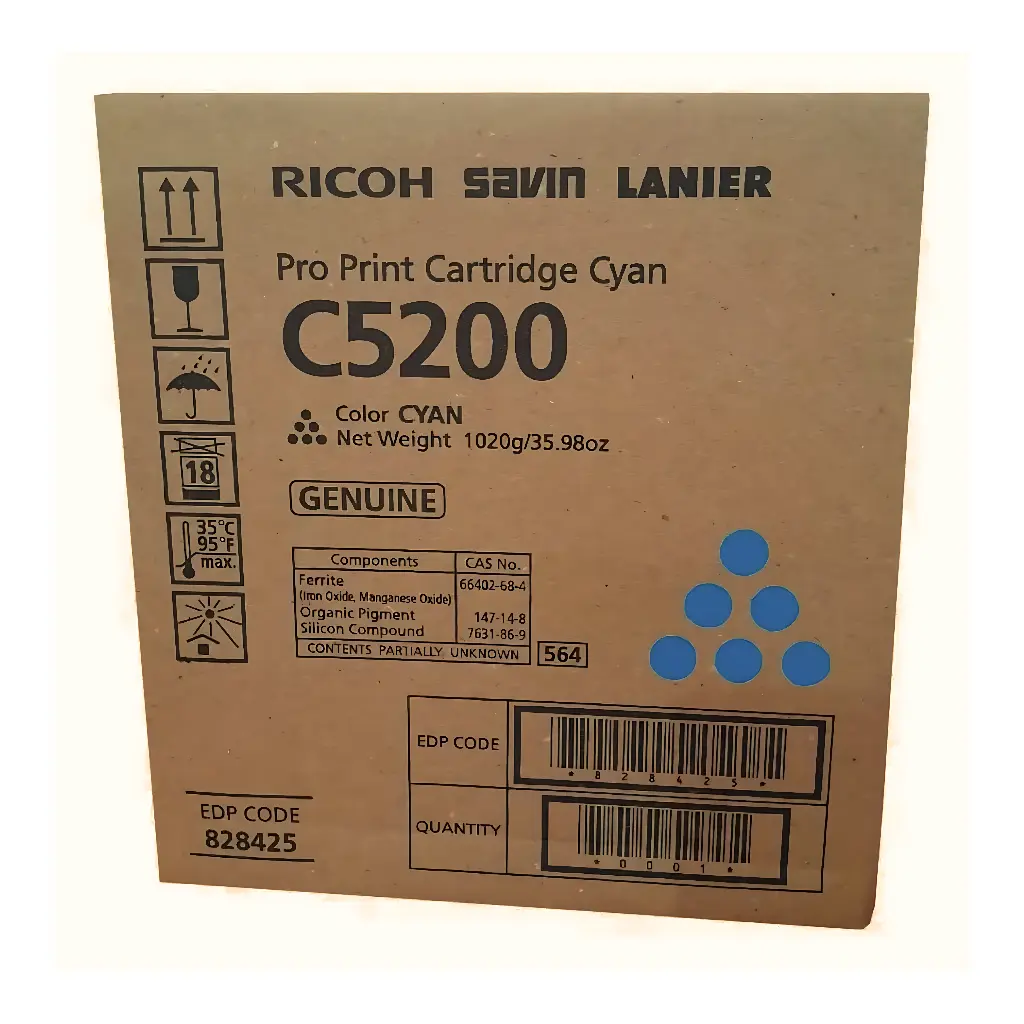 RICOH savin LANIER
Pro Print Cartridge Cyan
C5200
Color CYAN
Net Weight 1020g/35.98oz
GENUINE
18
35°C
95°F
max.
Components CAS No.
Ferrite 66402-68-4
(Iron Oxide, Manganese Oxide)
Organic Pigment 147-14-8
Silicon Compound 7631-86-9
CONTENTS PARTIALLY UNKNOWN
564
EDP CODE
*828425*
QUANTITY
*0001*
EDP CODE
828425